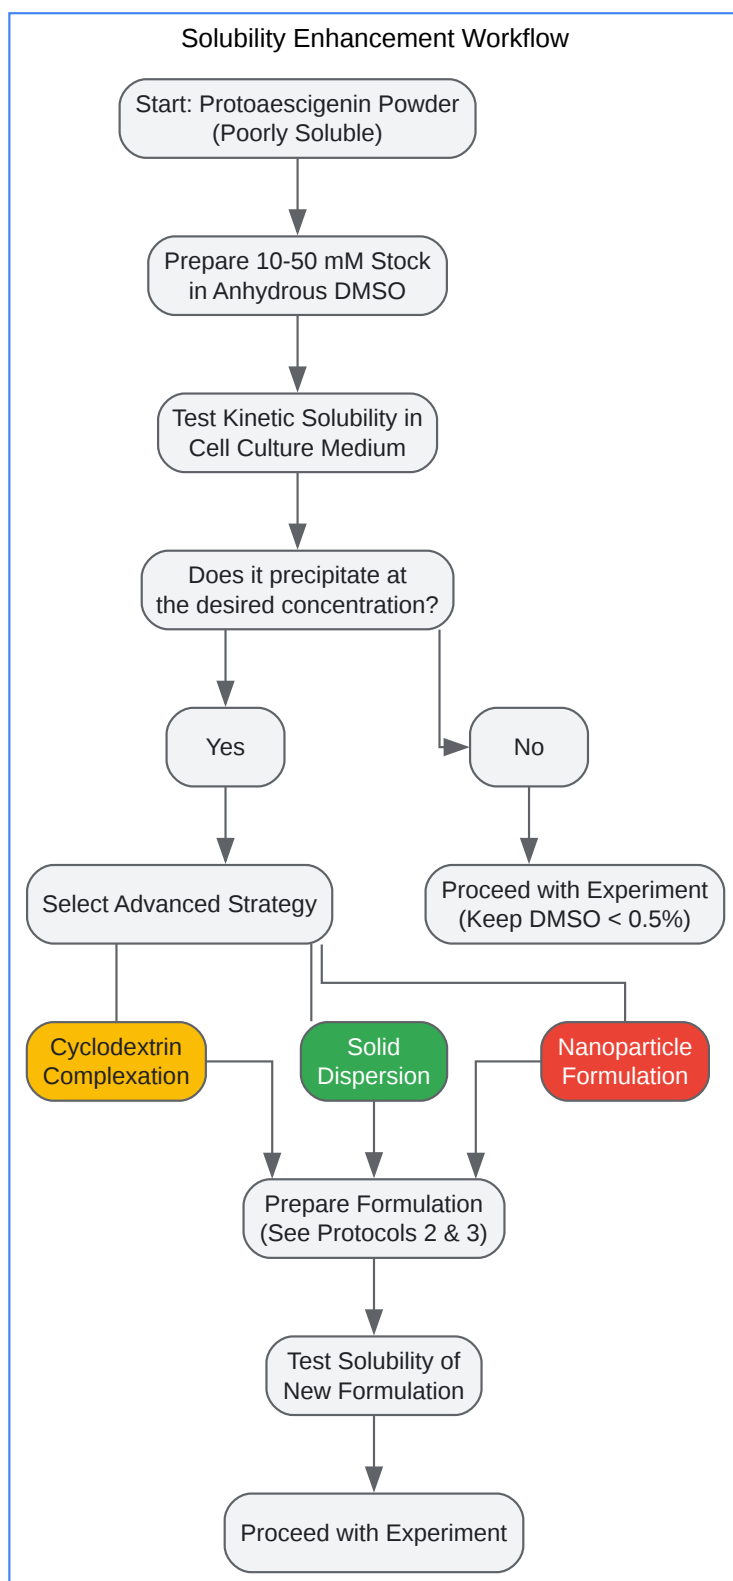 Solubility Enhancement Workflow
Start: Protoaescigenin Powder
(Poorly Soluble)
Prepare 10-50 mM Stock
in Anhydrous DMSO
Test Kinetic Solubility in
Cell Culture Medium
Does it precipitate at
the desired concentration?
Yes
No
Select Advanced Strategy
Proceed with Experiment
(Keep DMSO < 0.5%)
Cyclodextrin
Complexation
Solid
Dispersion
Nanoparticle
Formulation
Prepare Formulation
(See Protocols 2 & 3)
Test Solubility of
New Formulation
Proceed with Experiment